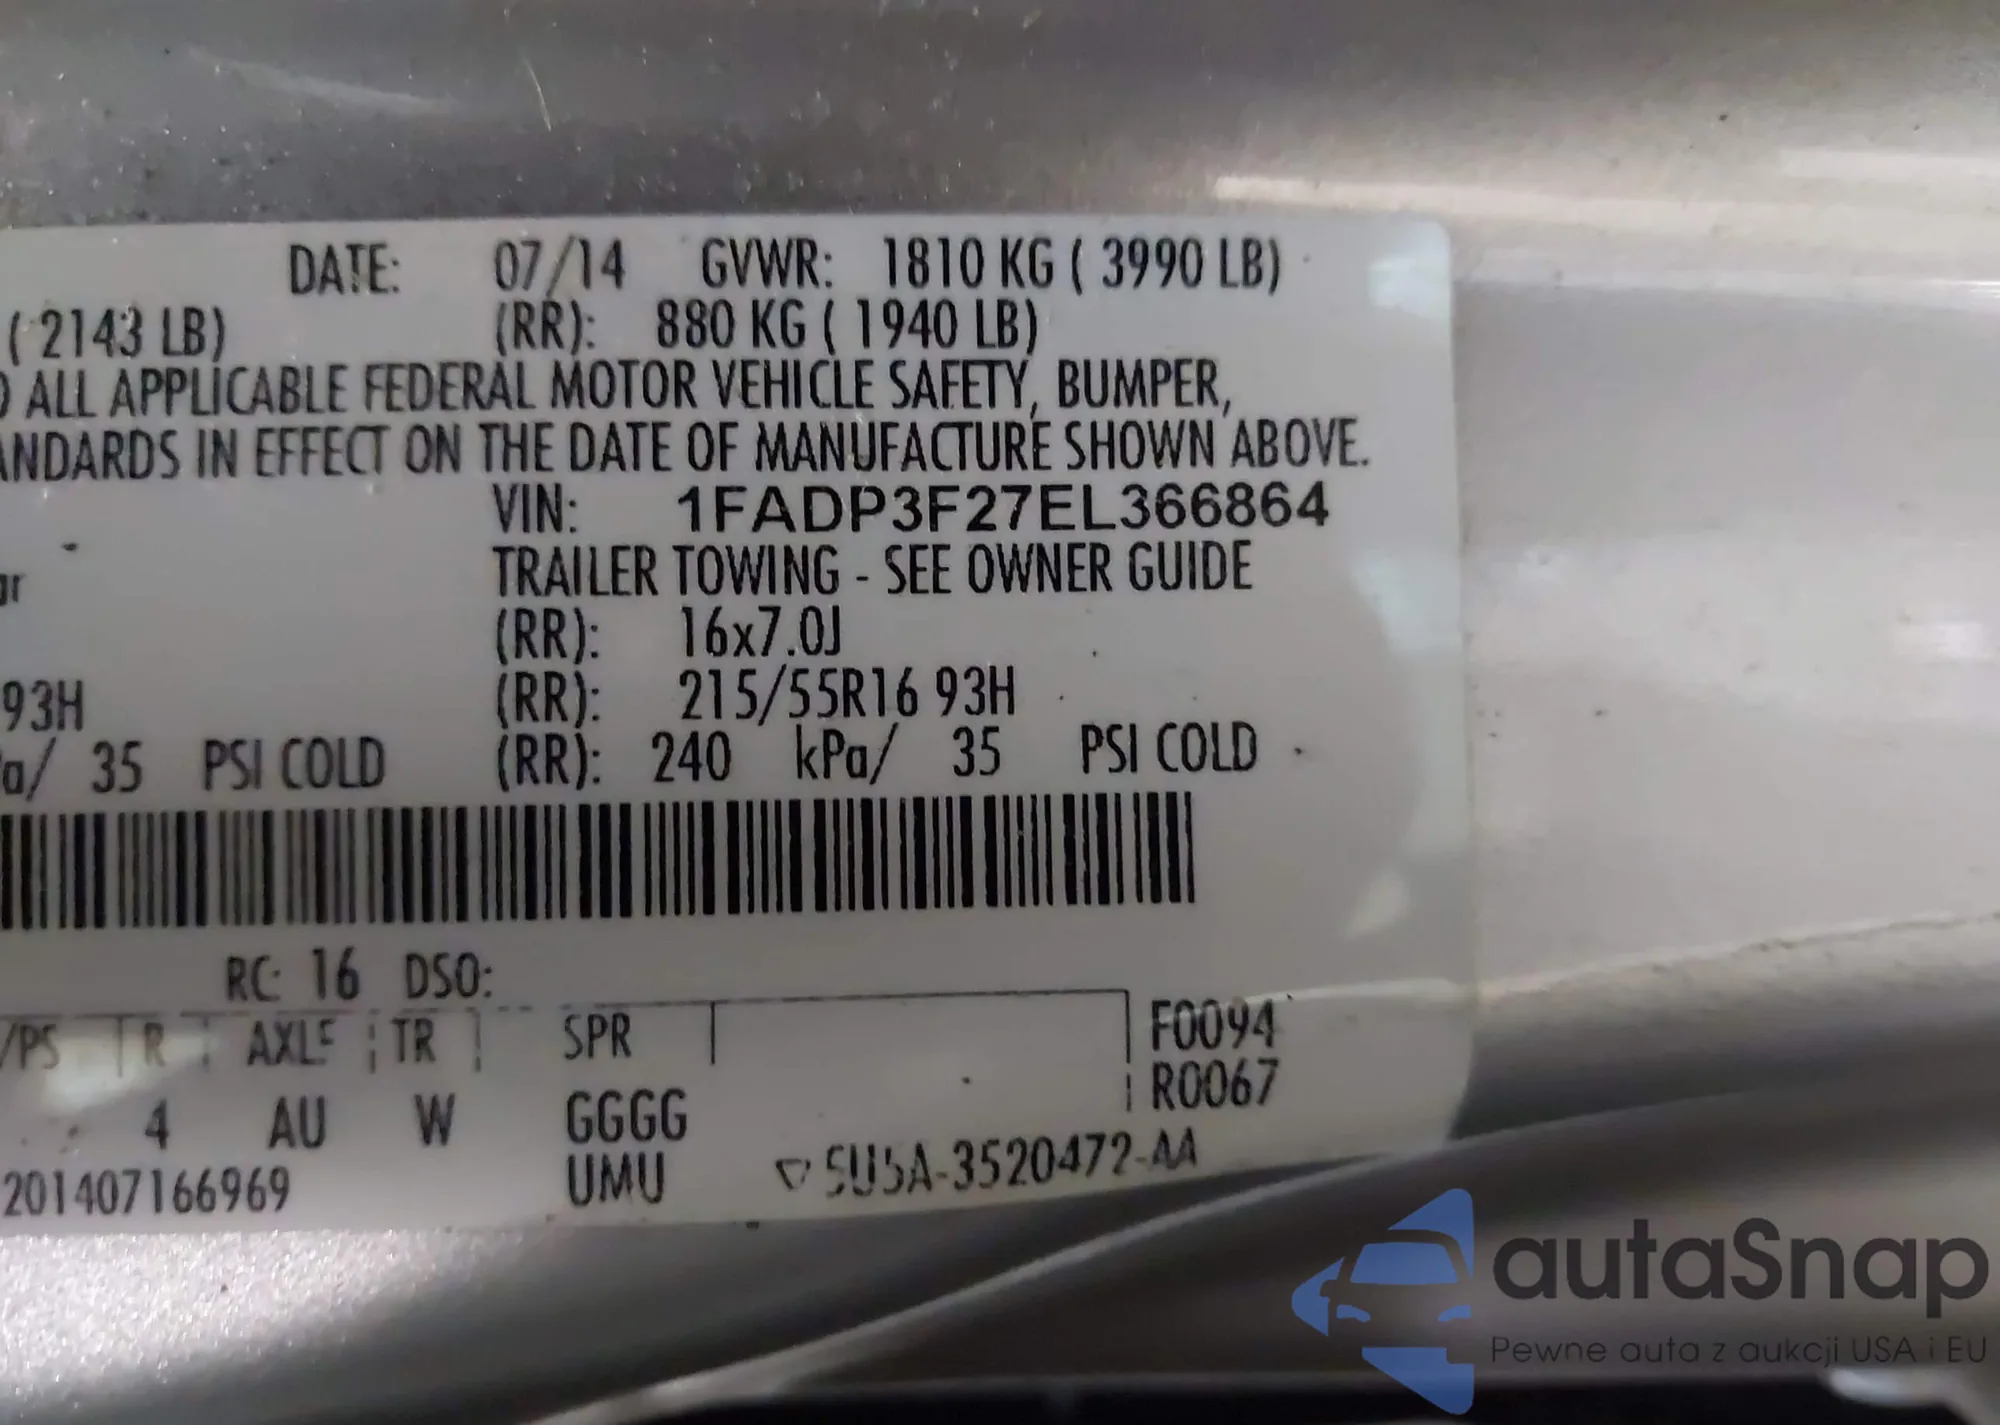 DATE: 07/14 GVWR: 1810 KG ( 3990 LB)
( 2143 LB) (RR): 880 KG ( 1940 LB)
ALL APPLICABLE FEDERAL MOTOR VEHICLE SAFETY, BUMPER,
ANDARDS IN EFFECT ON THE DATE OF MANUFACTURE SHOWN ABOVE.
VIN: 1FADP3F27EL366864
TRAILER TOWING - SEE OWNER GUIDE
(RR): 16x7.0J
93H (RR): 215/55R16 93H
a/ 35 PSI COLD (RR): 240 kPa/ 35 PSI COLD
RC: 16 DSO:
/PS R AXLE TR SPR F0094
R0067
4 AU W GGGG
201407166969 UMU 5U5A-3520472-AA
autaSnap
Pewne auta z aukcji USA i EU